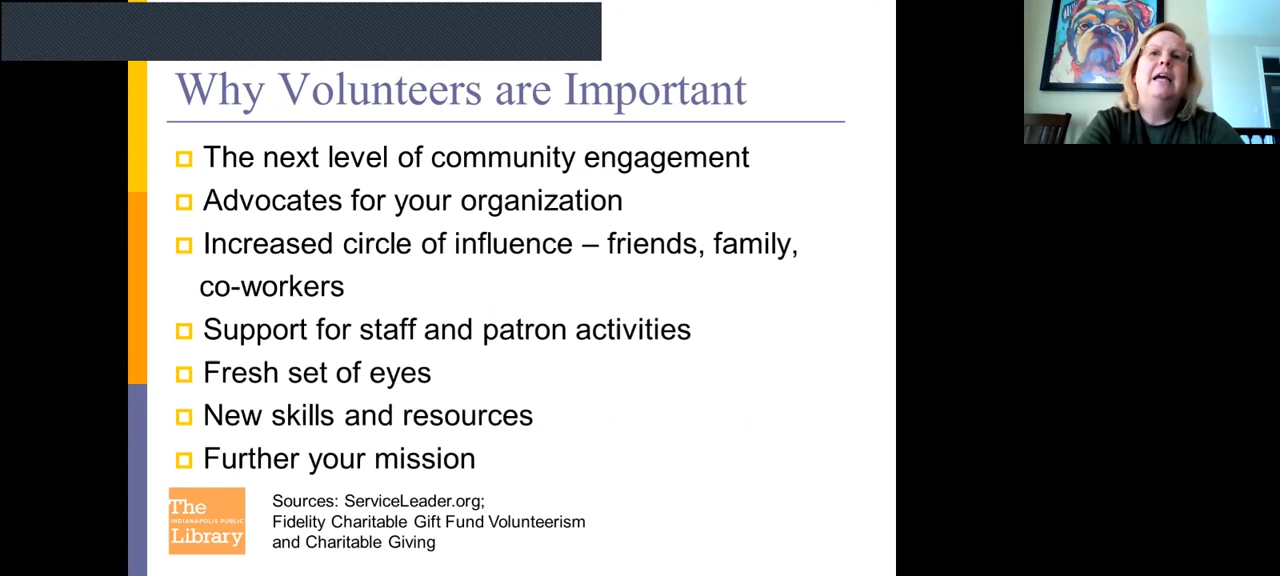 Why Volunteers are Important
The next level of community engagement
Advocates for your organization
Increased circle of influence – friends, family,
co-workers
Support for staff and patron activities
Fresh set of eyes
New skills and resources
Further your mission
The
INDIANAPOLIS PUBLIC
Library
Sources: ServiceLeader.org;
Fidelity Charitable Gift Fund Volunteerism
and Charitable Giving